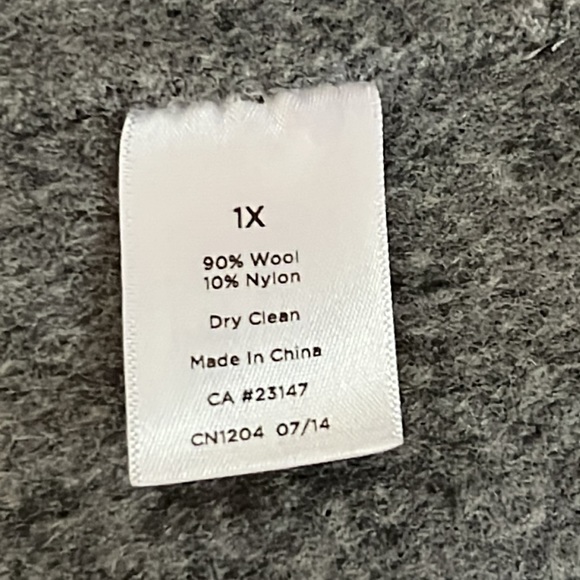 1X
90% Wool
10% Nylon
Dry Clean
Made In China
CA #23147
CN1204 07/14